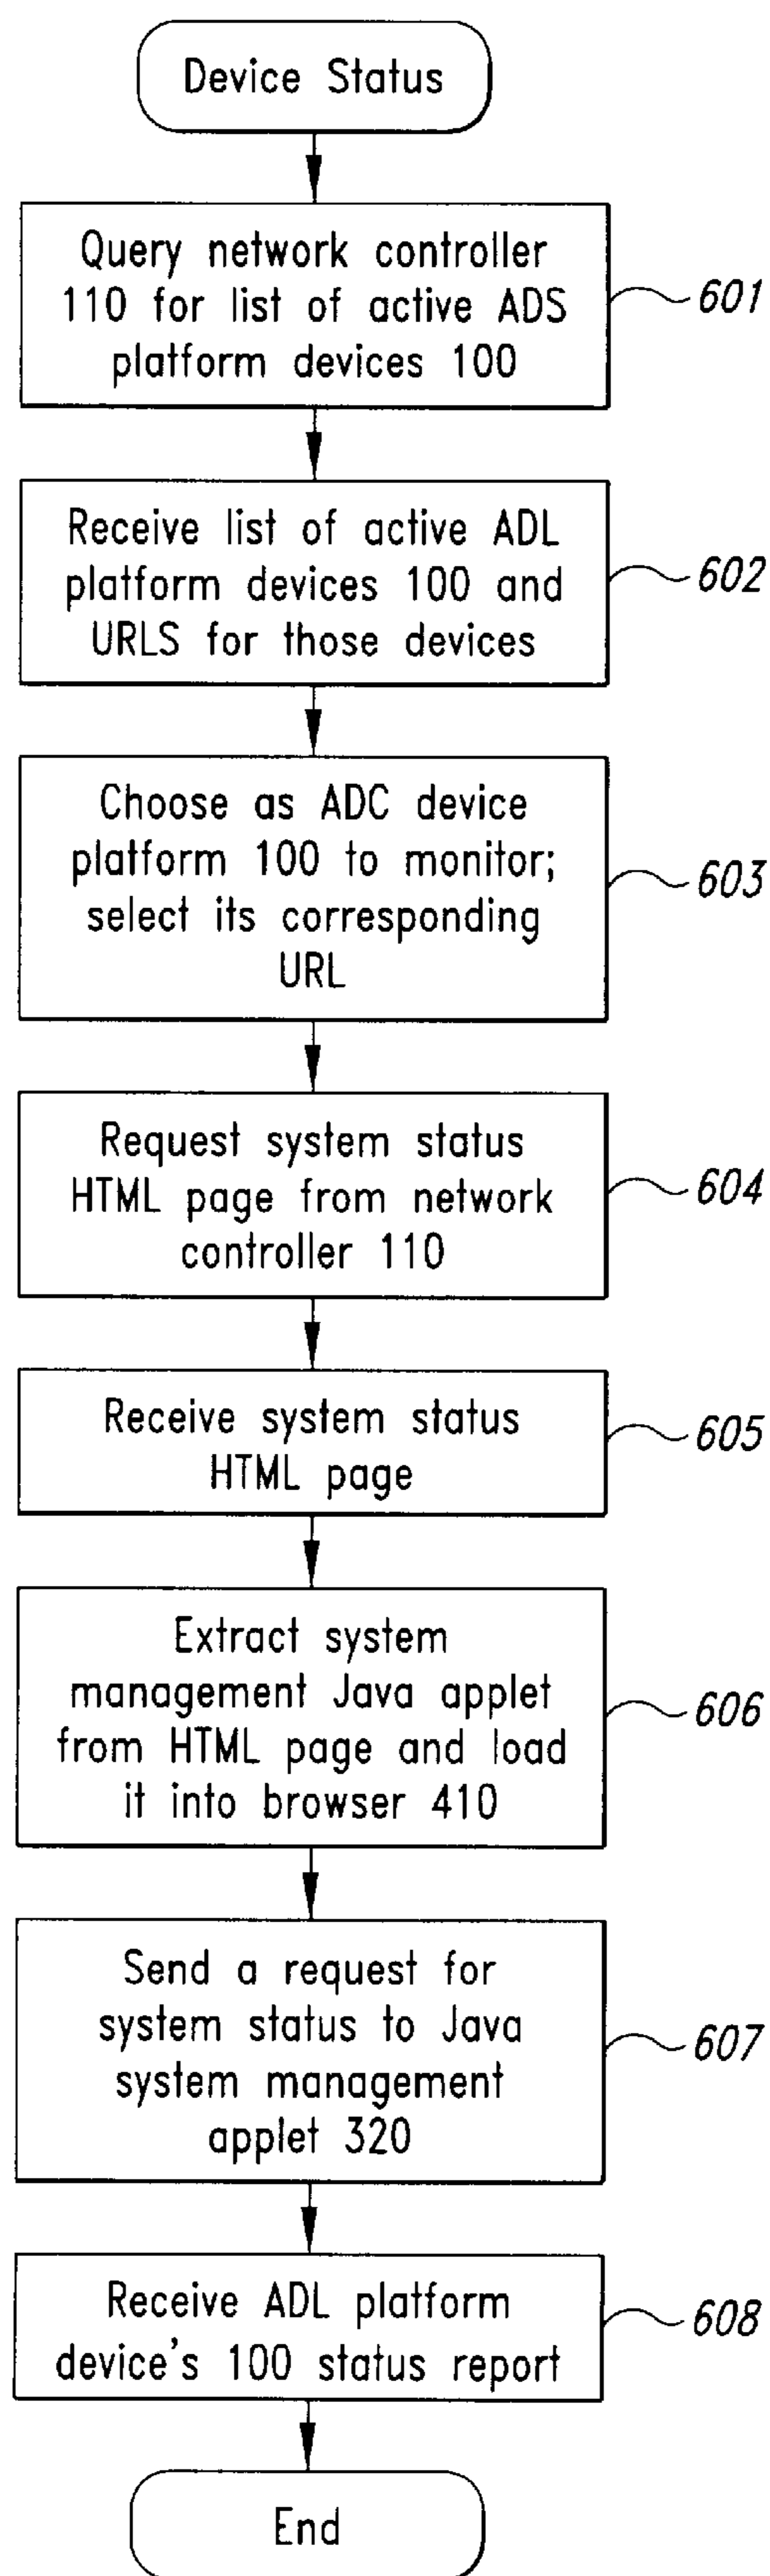 Device Status
Query network controller
110 for list of active ADS
platform devices 100
601
Receive list of active ADL
platform devices 100 and
URLS for those devices
602
Choose as ADC device
platform 100 to monitor;
select its corresponding
URL
603
Request system status
HTML page from network
controller 110
604
Receive system status
HTML page
605
Extract system
management Java applet
from HTML page and load
it into browser 410
606
Send a request for
system status to Java
system management
applet 320
607
Receive ADL platform
device's 100 status report
608
End